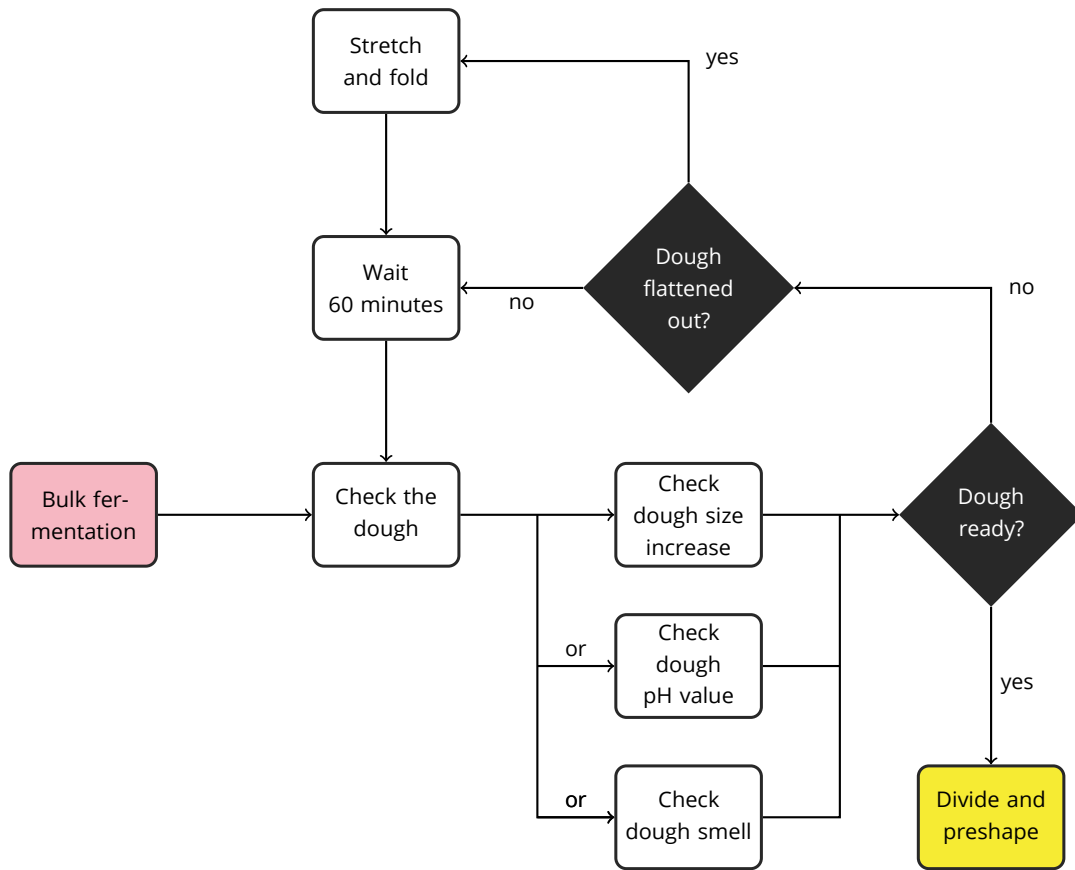 Stretch
and fold
yes
Wait
60 minutes
no
Dough
flattened
out?
no
Bulk fer-
mentation
Check the
dough
Check
dough size
increase
Dough
ready?
or
Check
dough
pH value
yes
or
Check
dough smell
Divide and
preshape